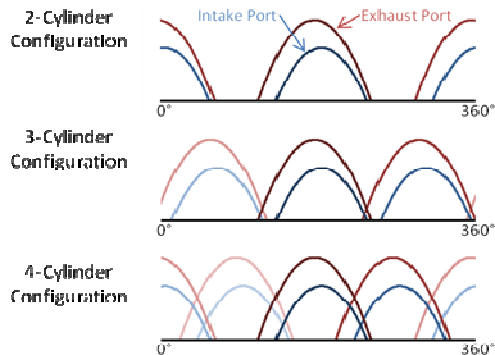 2-Cylinder
Configuration
Intake Port
Exhaust Port
0°
360°
3-Cylinder
Configuration
0°
360°
4-Cylinder
Configuration
0°
360°